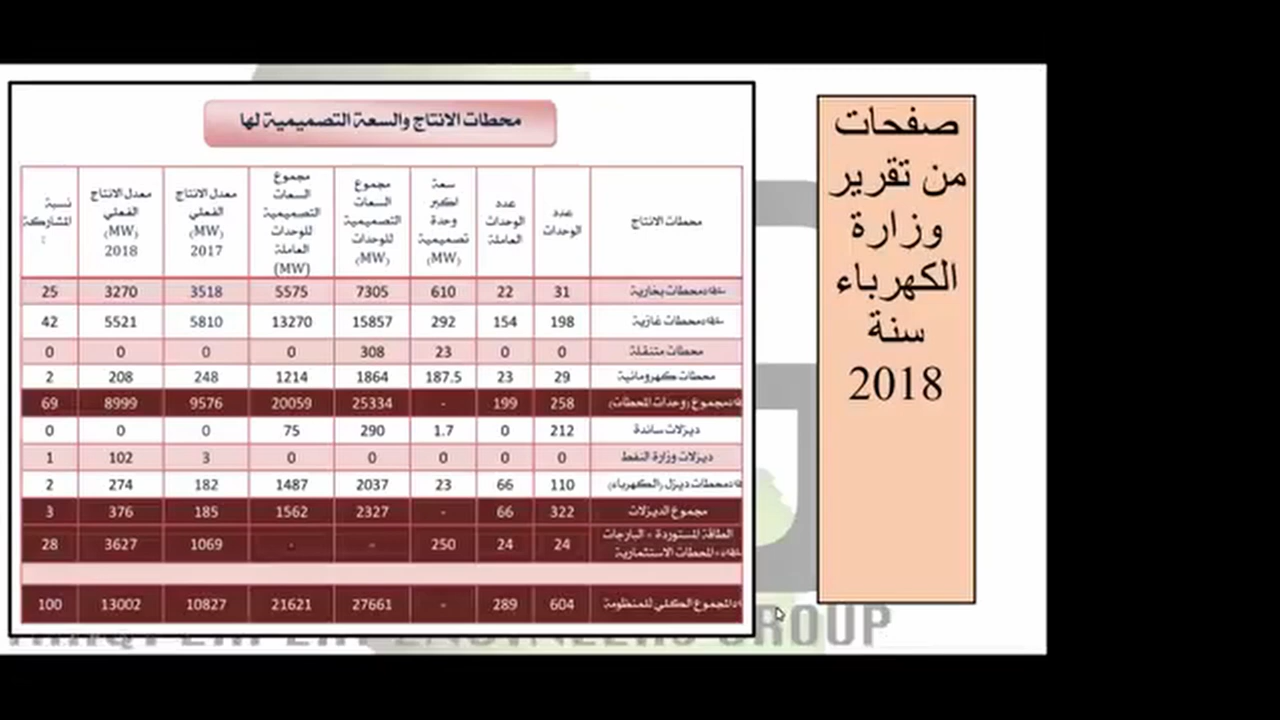 محطات الانتاج والسعة التصميمية لها
محطات الانتاج | عدد الوحدات | عدد الوحدات العاملة | سعة اكبر وحدة تصميمية (MW) | مجموع السعات التصميمية للوحدات (MW) | مجموع السعات التصميمية للوحدات العاملة (MW) | معدل الانتاج الفعلي (MW) 2017 | معدل الانتاج الفعلي (MW) 2018 | نسبة المشاركة
محطات بخارية | 31 | 22 | 610 | 7305 | 5575 | 3518 | 3270 | 25
محطات غازية | 198 | 154 | 292 | 15857 | 13270 | 5810 | 5521 | 42
محطات متنقلة | 0 | 0 | 23 | 308 | 0 | 0 | 0 | 0
محطات كهرومائية | 29 | 23 | 187.5 | 1864 | 1214 | 248 | 208 | 2
مجموع (وحدات المحطات) | 258 | 199 | - | 25334 | 20059 | 9576 | 8999 | 69
ديزلات ساندة | 212 | 0 | 1.7 | 290 | 75 | 0 | 0 | 0
ديزلات وزارة النفط | 0 | 0 | 0 | 0 | 0 | 3 | 102 | 1
محطات ديزل (الكهرباء) | 110 | 66 | 23 | 2037 | 1487 | 182 | 274 | 2
مجموع الديزلات | 322 | 66 | - | 2327 | 1562 | 185 | 376 | 3
الطاقة المستوردة + البارجات + المحطات الاستثمارية | 24 | 24 | 250 | - | - | 1069 | 3627 | 28
المجموع الكلي للمنظومة | 604 | 289 | - | 27661 | 21621 | 10827 | 13002 | 100
صفحات
من تقرير
وزارة
الكهرباء
سنة
2018
GROUP